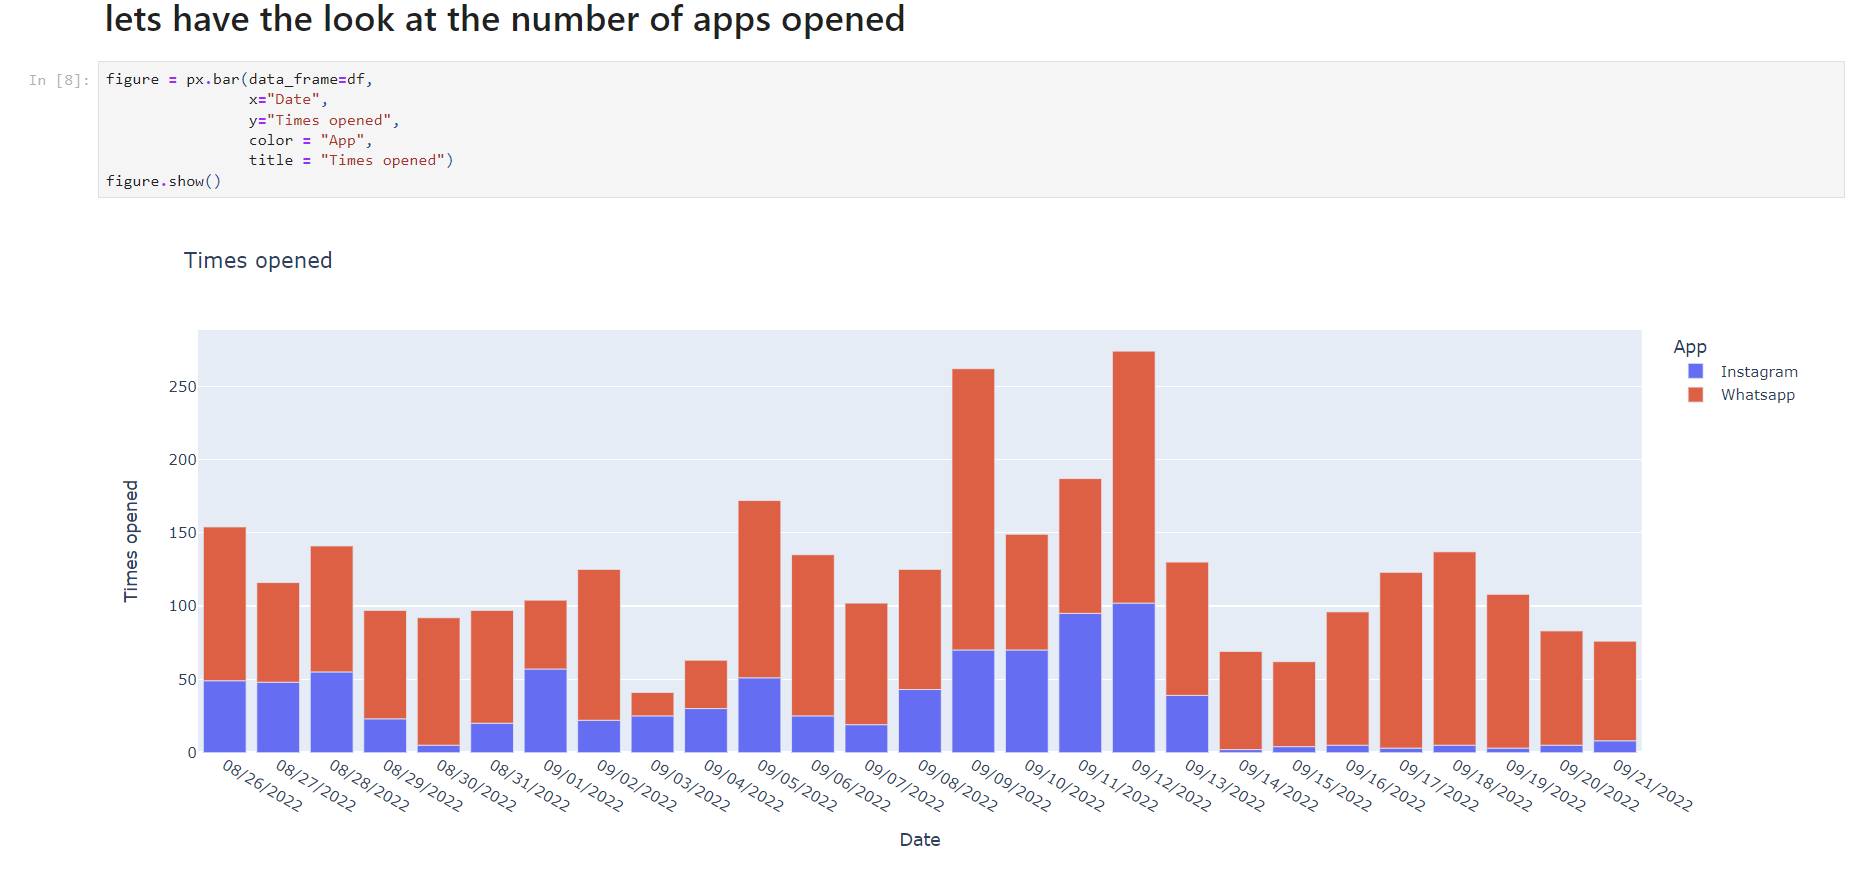 lets have the look at the number of apps opened
In [8]:
figure = px.bar(data_frame=df,
x="Date",
y="Times opened",
color = "App",
title = "Times opened")
figure.show()
Times opened
App
Instagram
Whatsapp
Times opened
250
200
150
100
50
0
08/26/2022
08/27/2022
08/28/2022
08/29/2022
08/30/2022
08/31/2022
09/01/2022
09/02/2022
09/03/2022
09/04/2022
09/05/2022
09/06/2022
09/07/2022
09/08/2022
09/09/2022
09/10/2022
09/11/2022
09/12/2022
09/13/2022
09/14/2022
09/15/2022
09/16/2022
09/17/2022
09/18/2022
09/19/2022
09/20/2022
09/21/2022
Date